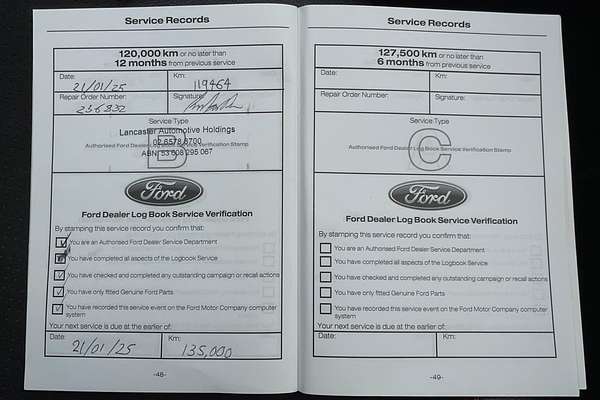 Service Records
120,000 km or no later than
12 months from previous service
Date:
Km:
21/01/25
119464
Repair Order Number:
Signature:
236832
Service Type
B
Lancaster Automotive Holdings
02 6578 8700
Authorised Ford Dealer Log Book Service Verification Stamp
ABN: 53 608 295 067
Ford
Ford Dealer Log Book Service Verification
By stamping this service record you confirm that:
You are an Authorised Ford Dealer Service Department
You have completed all aspects of the Logbook Service
You have checked and completed any outstanding campaign or recall actions
You have only fitted Genuine Ford Parts
You have recorded this service event on the Ford Motor Company computer
system
Your next service is due at the earlier of:
Date:
Km:
21/01/25
135,000
-48-
Service Records
127,500 km or no later than
6 months from previous service
Date:
Km:
Repair Order Number:
Signature:
Service Type
C
Authorised Ford Dealer Log Book Service Verification Stamp
Ford
Ford Dealer Log Book Service Verification
By stamping this service record you confirm that:
You are an Authorised Ford Dealer Service Department
You have completed all aspects of the Logbook Service
You have checked and completed any outstanding campaign or recall actions
You have only fitted Genuine Ford Parts
You have recorded this service event on the Ford Motor Company computer
system
Your next service is due at the earlier of:
Date:
Km:
-49-